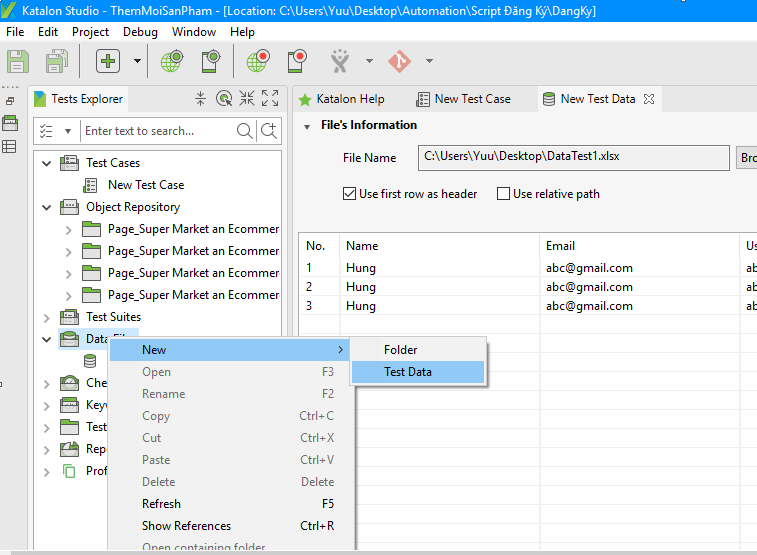 Katalon Studio - ThemMoiSanPham - [Location: C:\Users\Yuu\Desktop\Automation\Script Đăng Ký\DangKy]
File Edit Project Debug Window Help
Tests Explorer
Katalon Help
New Test Case
New Test Data
Enter text to search...
File's Information
File Name
C:\Users\Yuu\Desktop\DataTest1.xlsx
Bro
Use first row as header
Use relative path
Test Cases
New Test Case
Object Repository
Page_Super Market an Ecommer
Page_Super Market an Ecommer
Page_Super Market an Ecommer
Page_Super Market an Ecommer
Test Suites
Data Fil
Che
Keyw
Test
Repo
Prof
No. Name Email Us
1 Hung abc@gmail.com ab
2 Hung abc@gmail.com ab
3 Hung abc@gmail.com ab
New
Open F3
Rename F2
Copy Ctrl+C
Cut Ctrl+X
Paste Ctrl+V
Delete Delete
Refresh F5
Show References Ctrl+R
Open containing folder
Folder
Test Data